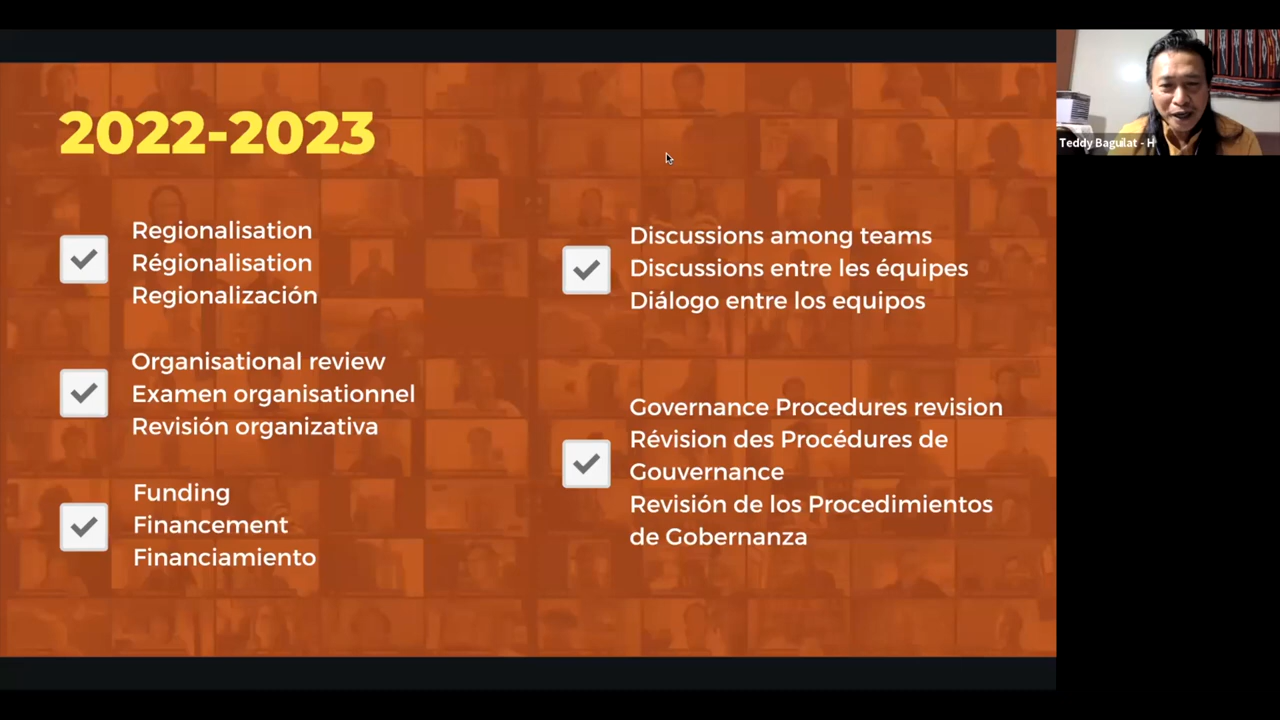 2022-2023
Regionalisation
Régionalisation
Regionalización
Organisational review
Examen organisationnel
Revisión organizativa
Funding
Financement
Financiamiento
Discussions among teams
Discussions entre les équipes
Diálogo entre los equipos
Governance Procedures revision
Révision des Procédures de
Gouvernance
Revisión de los Procedimientos
de Gobernanza
Teddy Baguilat - H